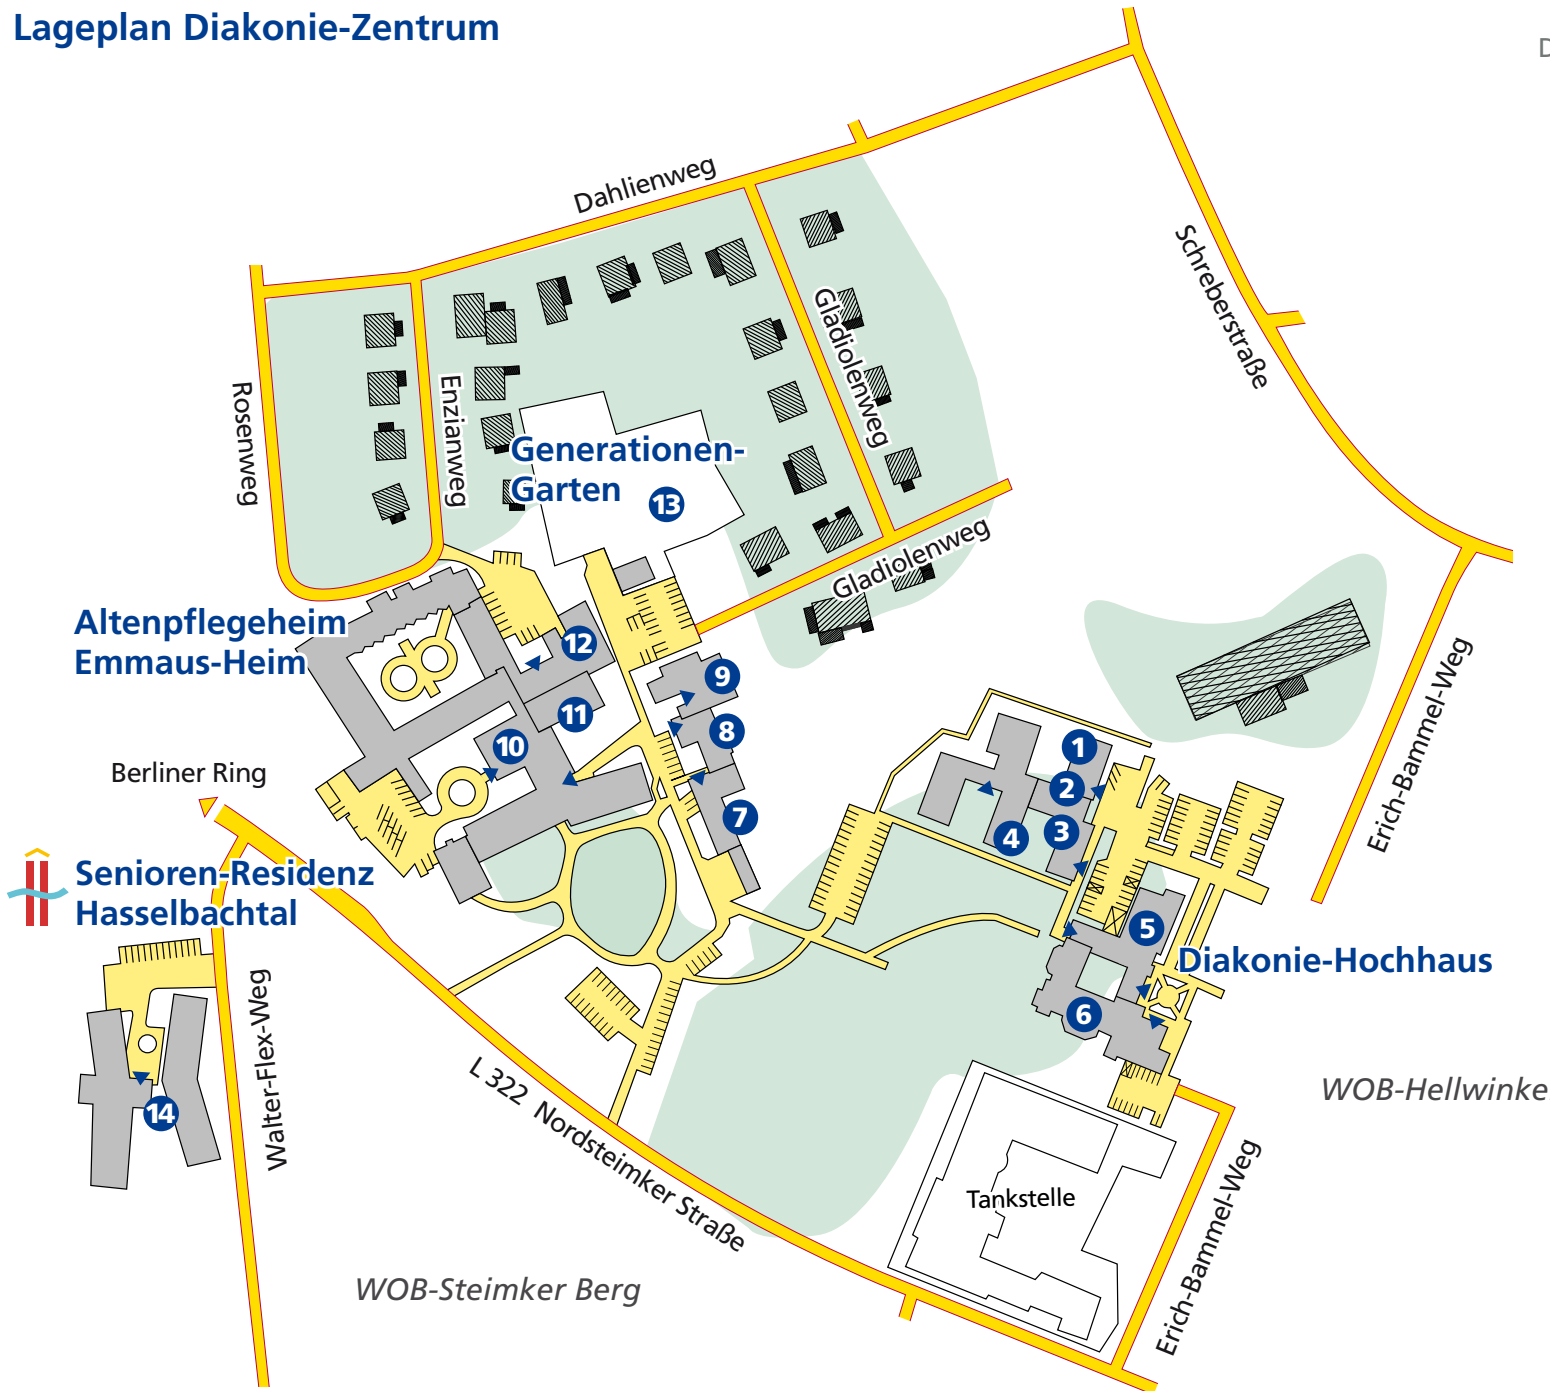 Lageplan Diakonie-Zentrum
D
Dahlienweg
Schreberstraße
Gladiolenweg
Rosenweg
Enzianweg
Generationen-
Garten
13
Gladiolenweg
Altenpflegeheim
Emmaus-Heim
12
9
11
8
10
7
1
2
3
4
Erich-Bammel-Weg
Berliner Ring
Senioren-Residenz
Hasselbachtal
5
Diakonie-Hochhaus
6
Walter-Flex-Weg
14
L 322 Nordsteimker Straße
WOB-Hellwinke
Tankstelle
Erich-Bammel-Weg
WOB-Steimker Berg